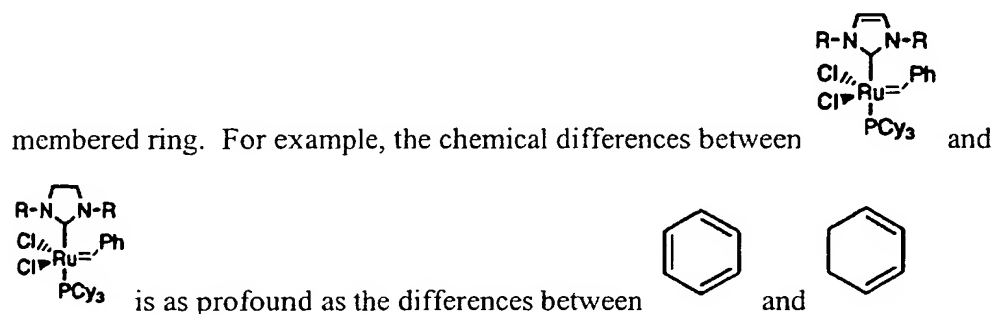 R-N N-R
Cl Ph
Cl Ru=
PCy3
membered ring. For example, the chemical differences between and
R-N N-R
Cl Ph
Cl Ru=
PCy3
is as profound as the differences between and